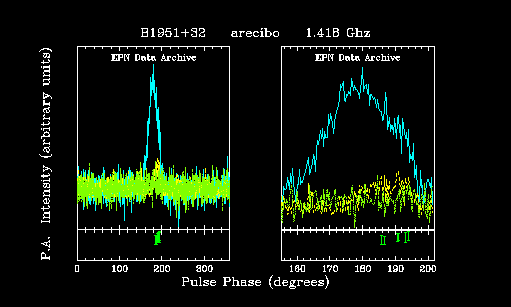 B1951+32 arecibo 1.418 Ghz
EPN Data Archive
EPN Data Archive
P.A. Intensity (arbitrary units)
0 100 200 300
160 170 180 190 200
Pulse Phase (degrees)